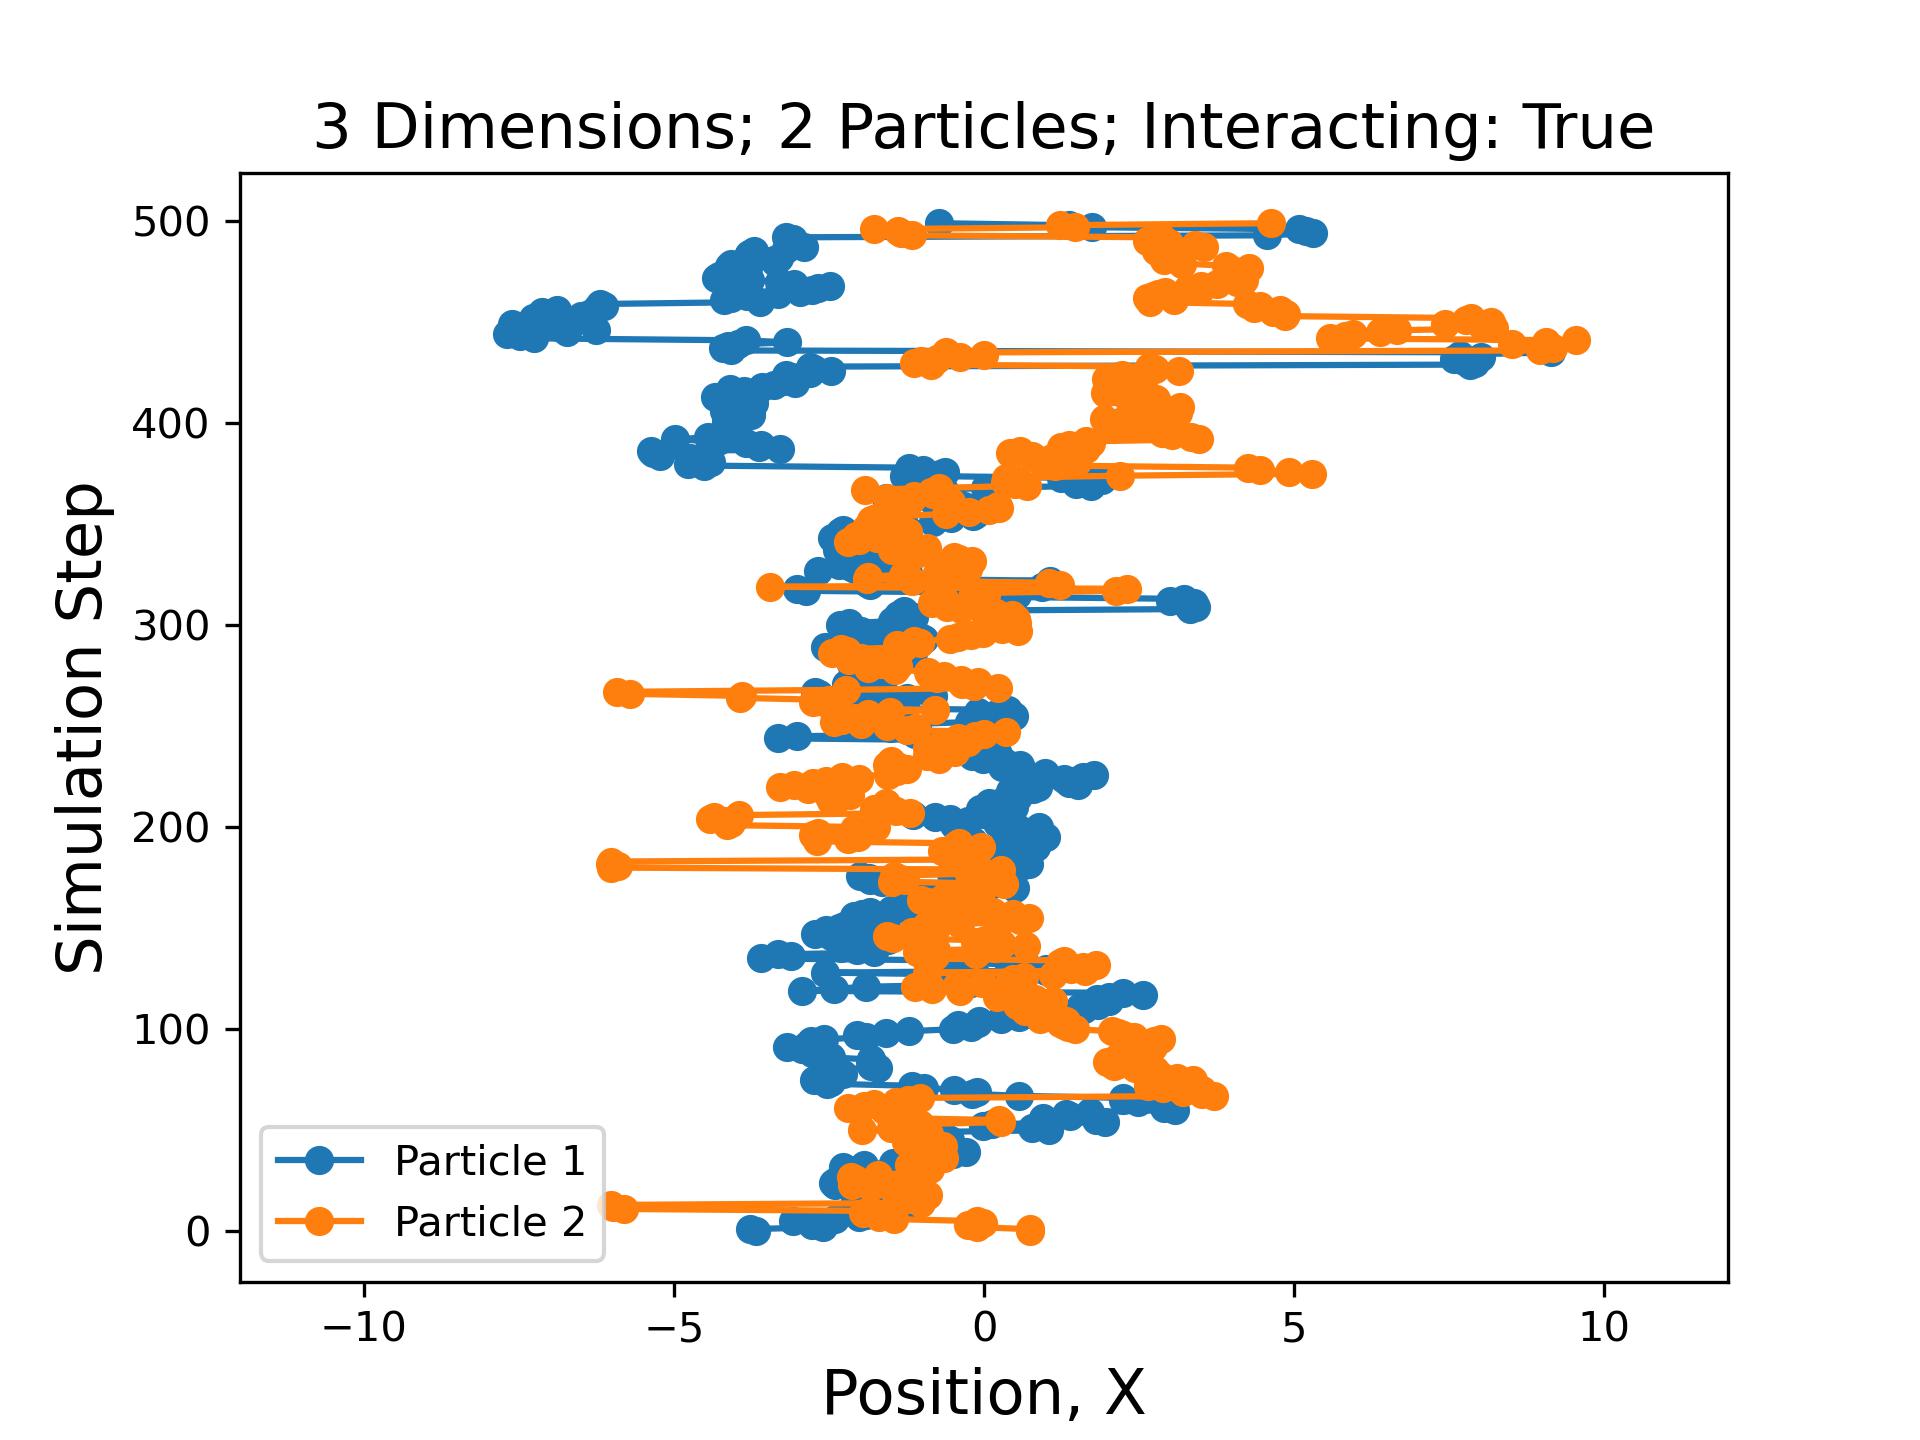 3 Dimensions; 2 Particles; Interacting: True
Simulation Step
500
400
300
200
100
0
Particle 1
Particle 2
−10
−5
0
5
10
Position, X